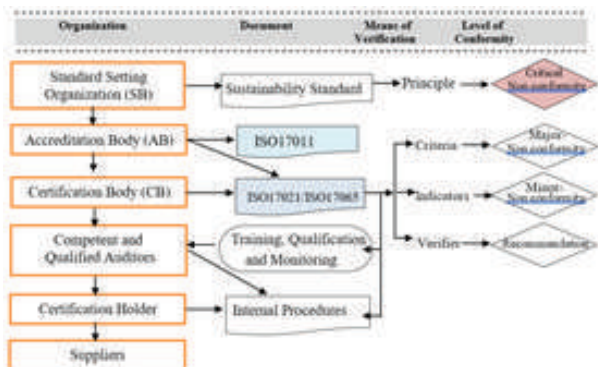 Organization Document Means of Verification Level of Conformity
Standard Setting
Organization (SB)
Sustainability Standard
Principle
Critical
Non conformity
Accreditation Body (AB)
ISO17011
Criteria
Major-
Non conformity
Certification Body (CB)
ISO17021/ISO17065
Indicators
Minor-
Non conformity
Competent and
Qualified Auditors
Training, Qualification
and Monitoring
Verifies
Recommendation
Certification Holder
Internal Procedures
Suppliers